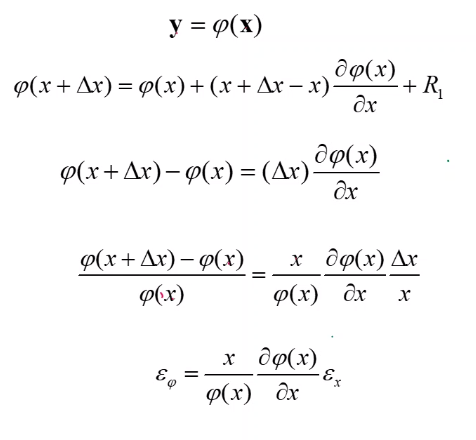 y = φ(x)
φ(x + Δx) = φ(x) + (x + Δx − x) ∂φ(x)/∂x + R₁
φ(x + Δx) − φ(x) = (Δx) ∂φ(x)/∂x
(φ(x + Δx) − φ(x))/φ(x) = x/φ(x) ∂φ(x)/∂x Δx/x
ε_φ = x/φ(x) ∂φ(x)/∂x ε_x